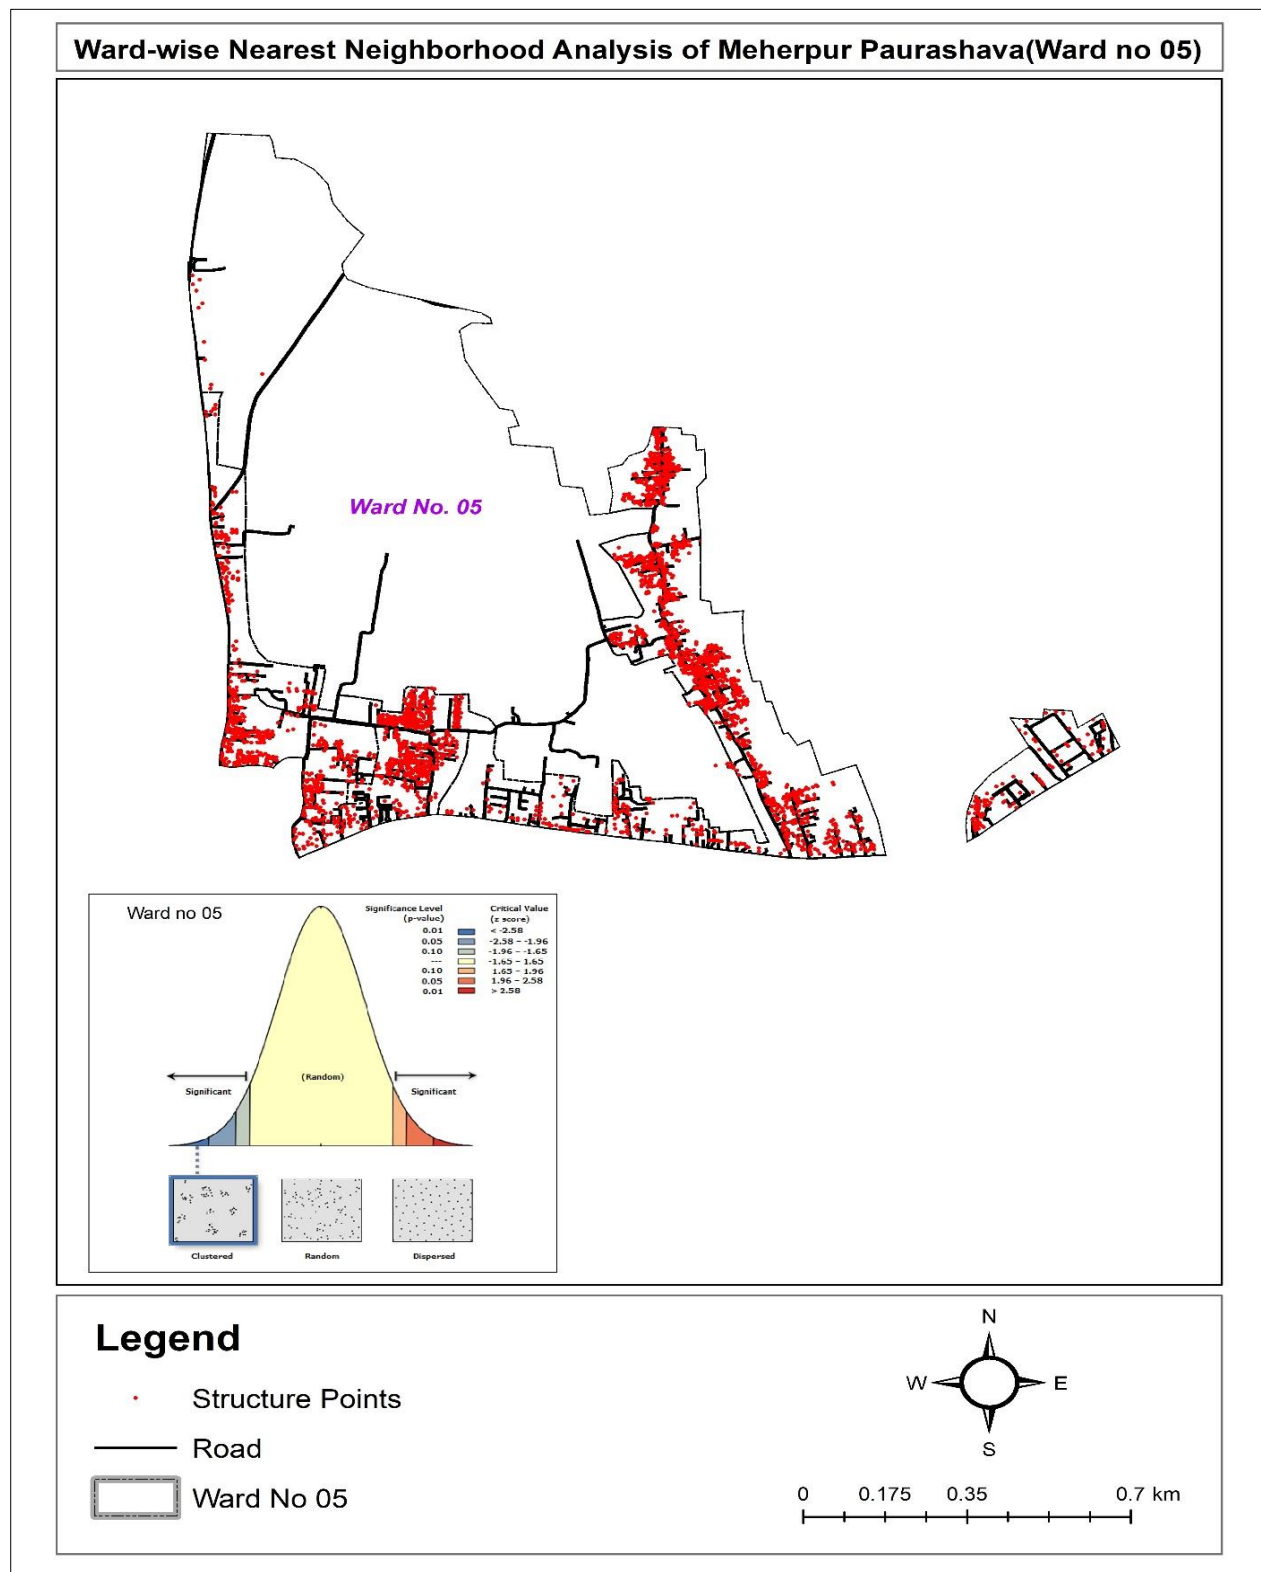 Ward-wise Nearest Neighborhood Analysis of Meherpur Paurashava(Ward no 05)
Ward No. 05
Ward no 05
Significance Level Critical Value
(p-value) (z score)
0.01 < -2.58
0.05 -2.58 - -1.96
0.10 -1.96 - -1.65
--- -1.65 - 1.65
0.10 1.65 - 1.96
0.05 1.96 - 2.58
0.01 > 2.58
Significant (Random) Significant
Clustered Random Dispersed
Legend
Structure Points
Road
Ward No 05
N
W E
S
0 0.175 0.35 0.7 km